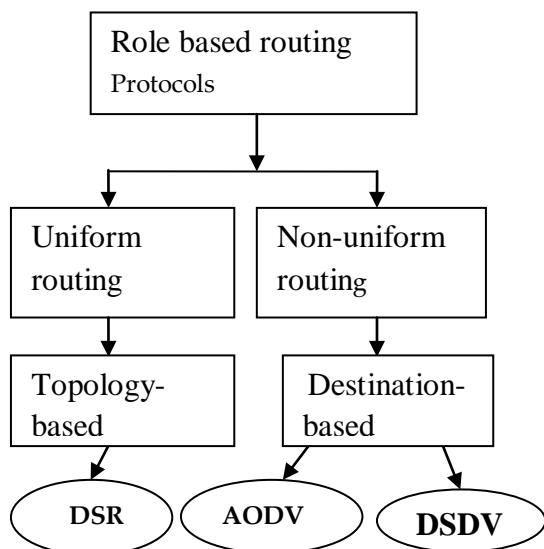 Role based routing
Protocols
Uniform
routing
Non-uniform
routing
Topology-
based
Destination-
based
DSR
AODV
DSDV